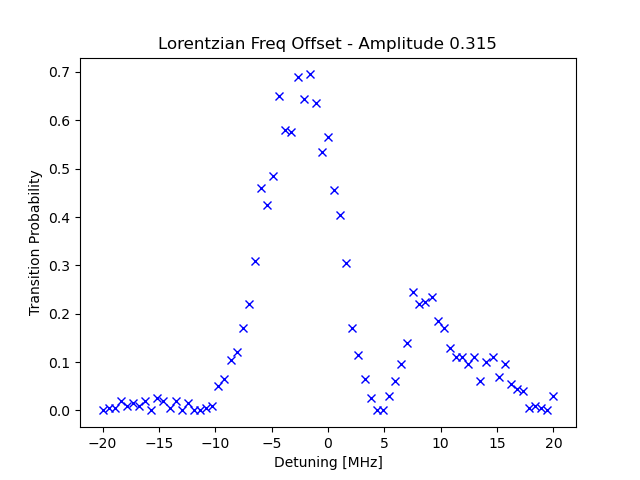 Lorentzian Freq Offset - Amplitude 0.315
Transition Probability
0.7
0.6
0.5
0.4
0.3
0.2
0.1
0.0
−20 −15 −10 −5 0 5 10 15 20
Detuning [MHz]